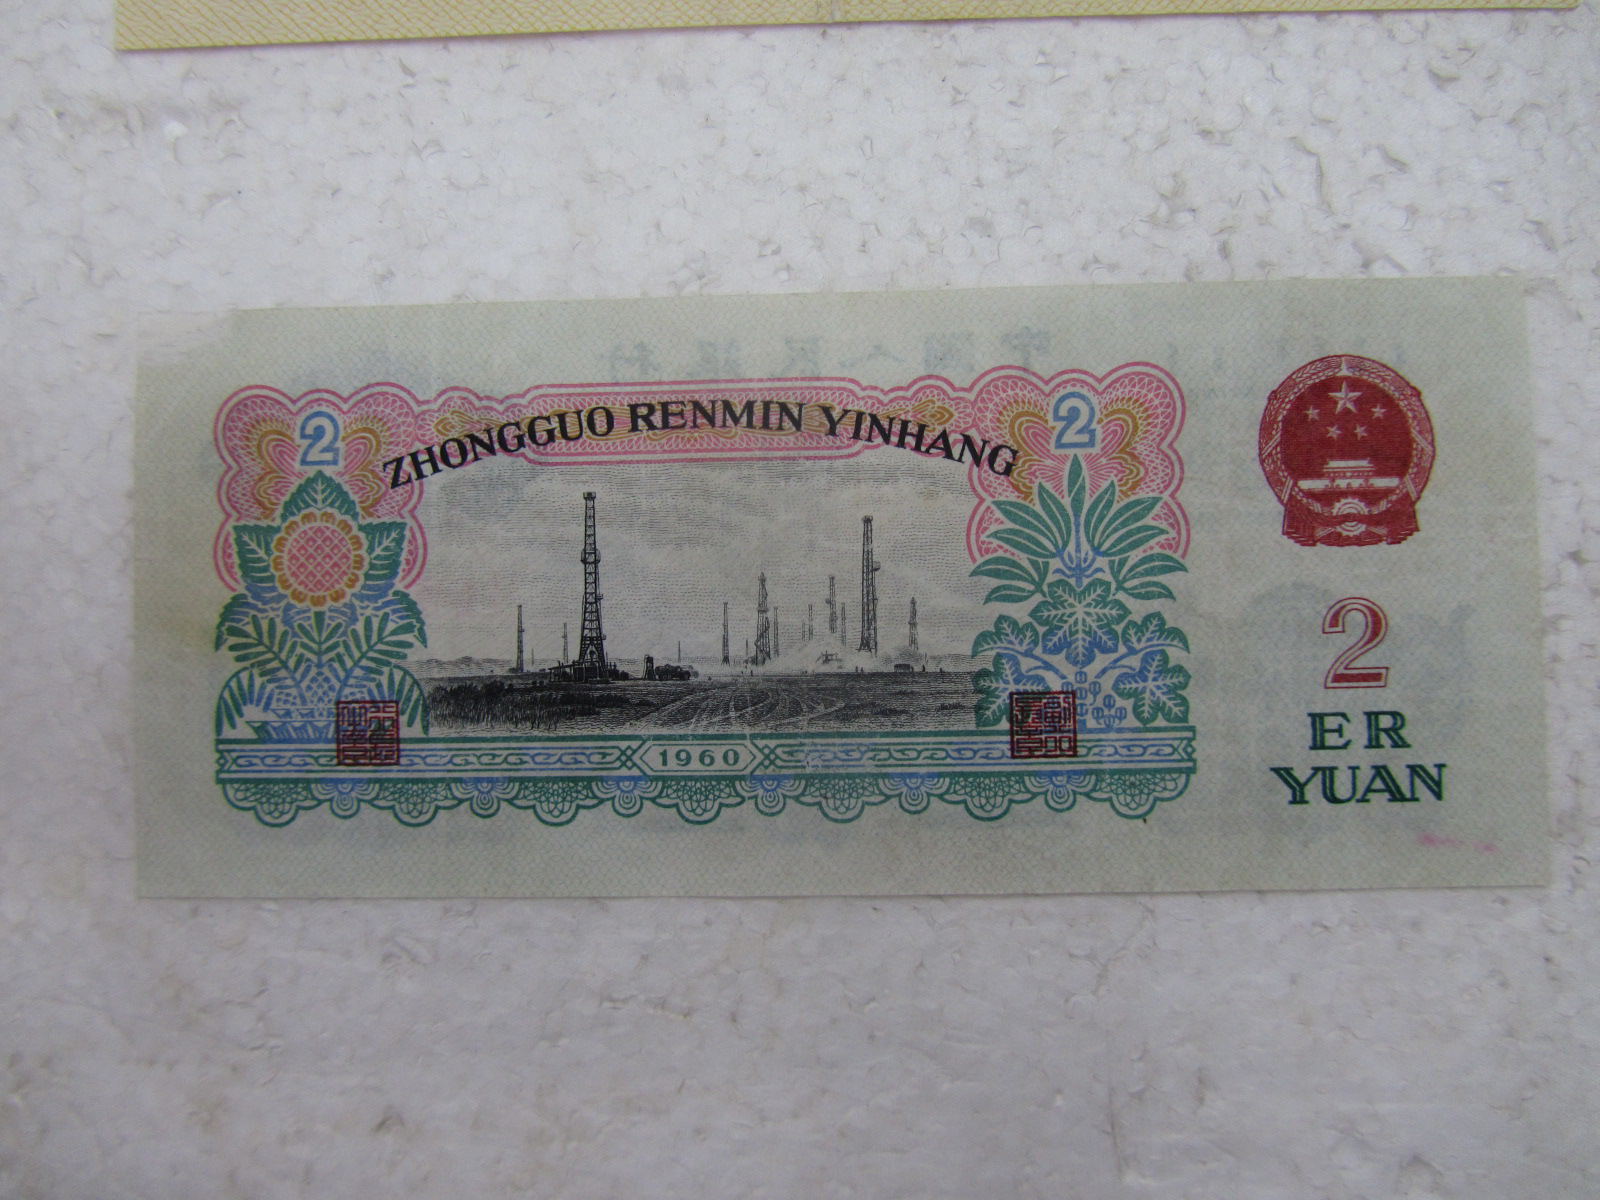 2
2
ZHONGGUO RENMIN YINHANG
1960
2
ER
YUAN